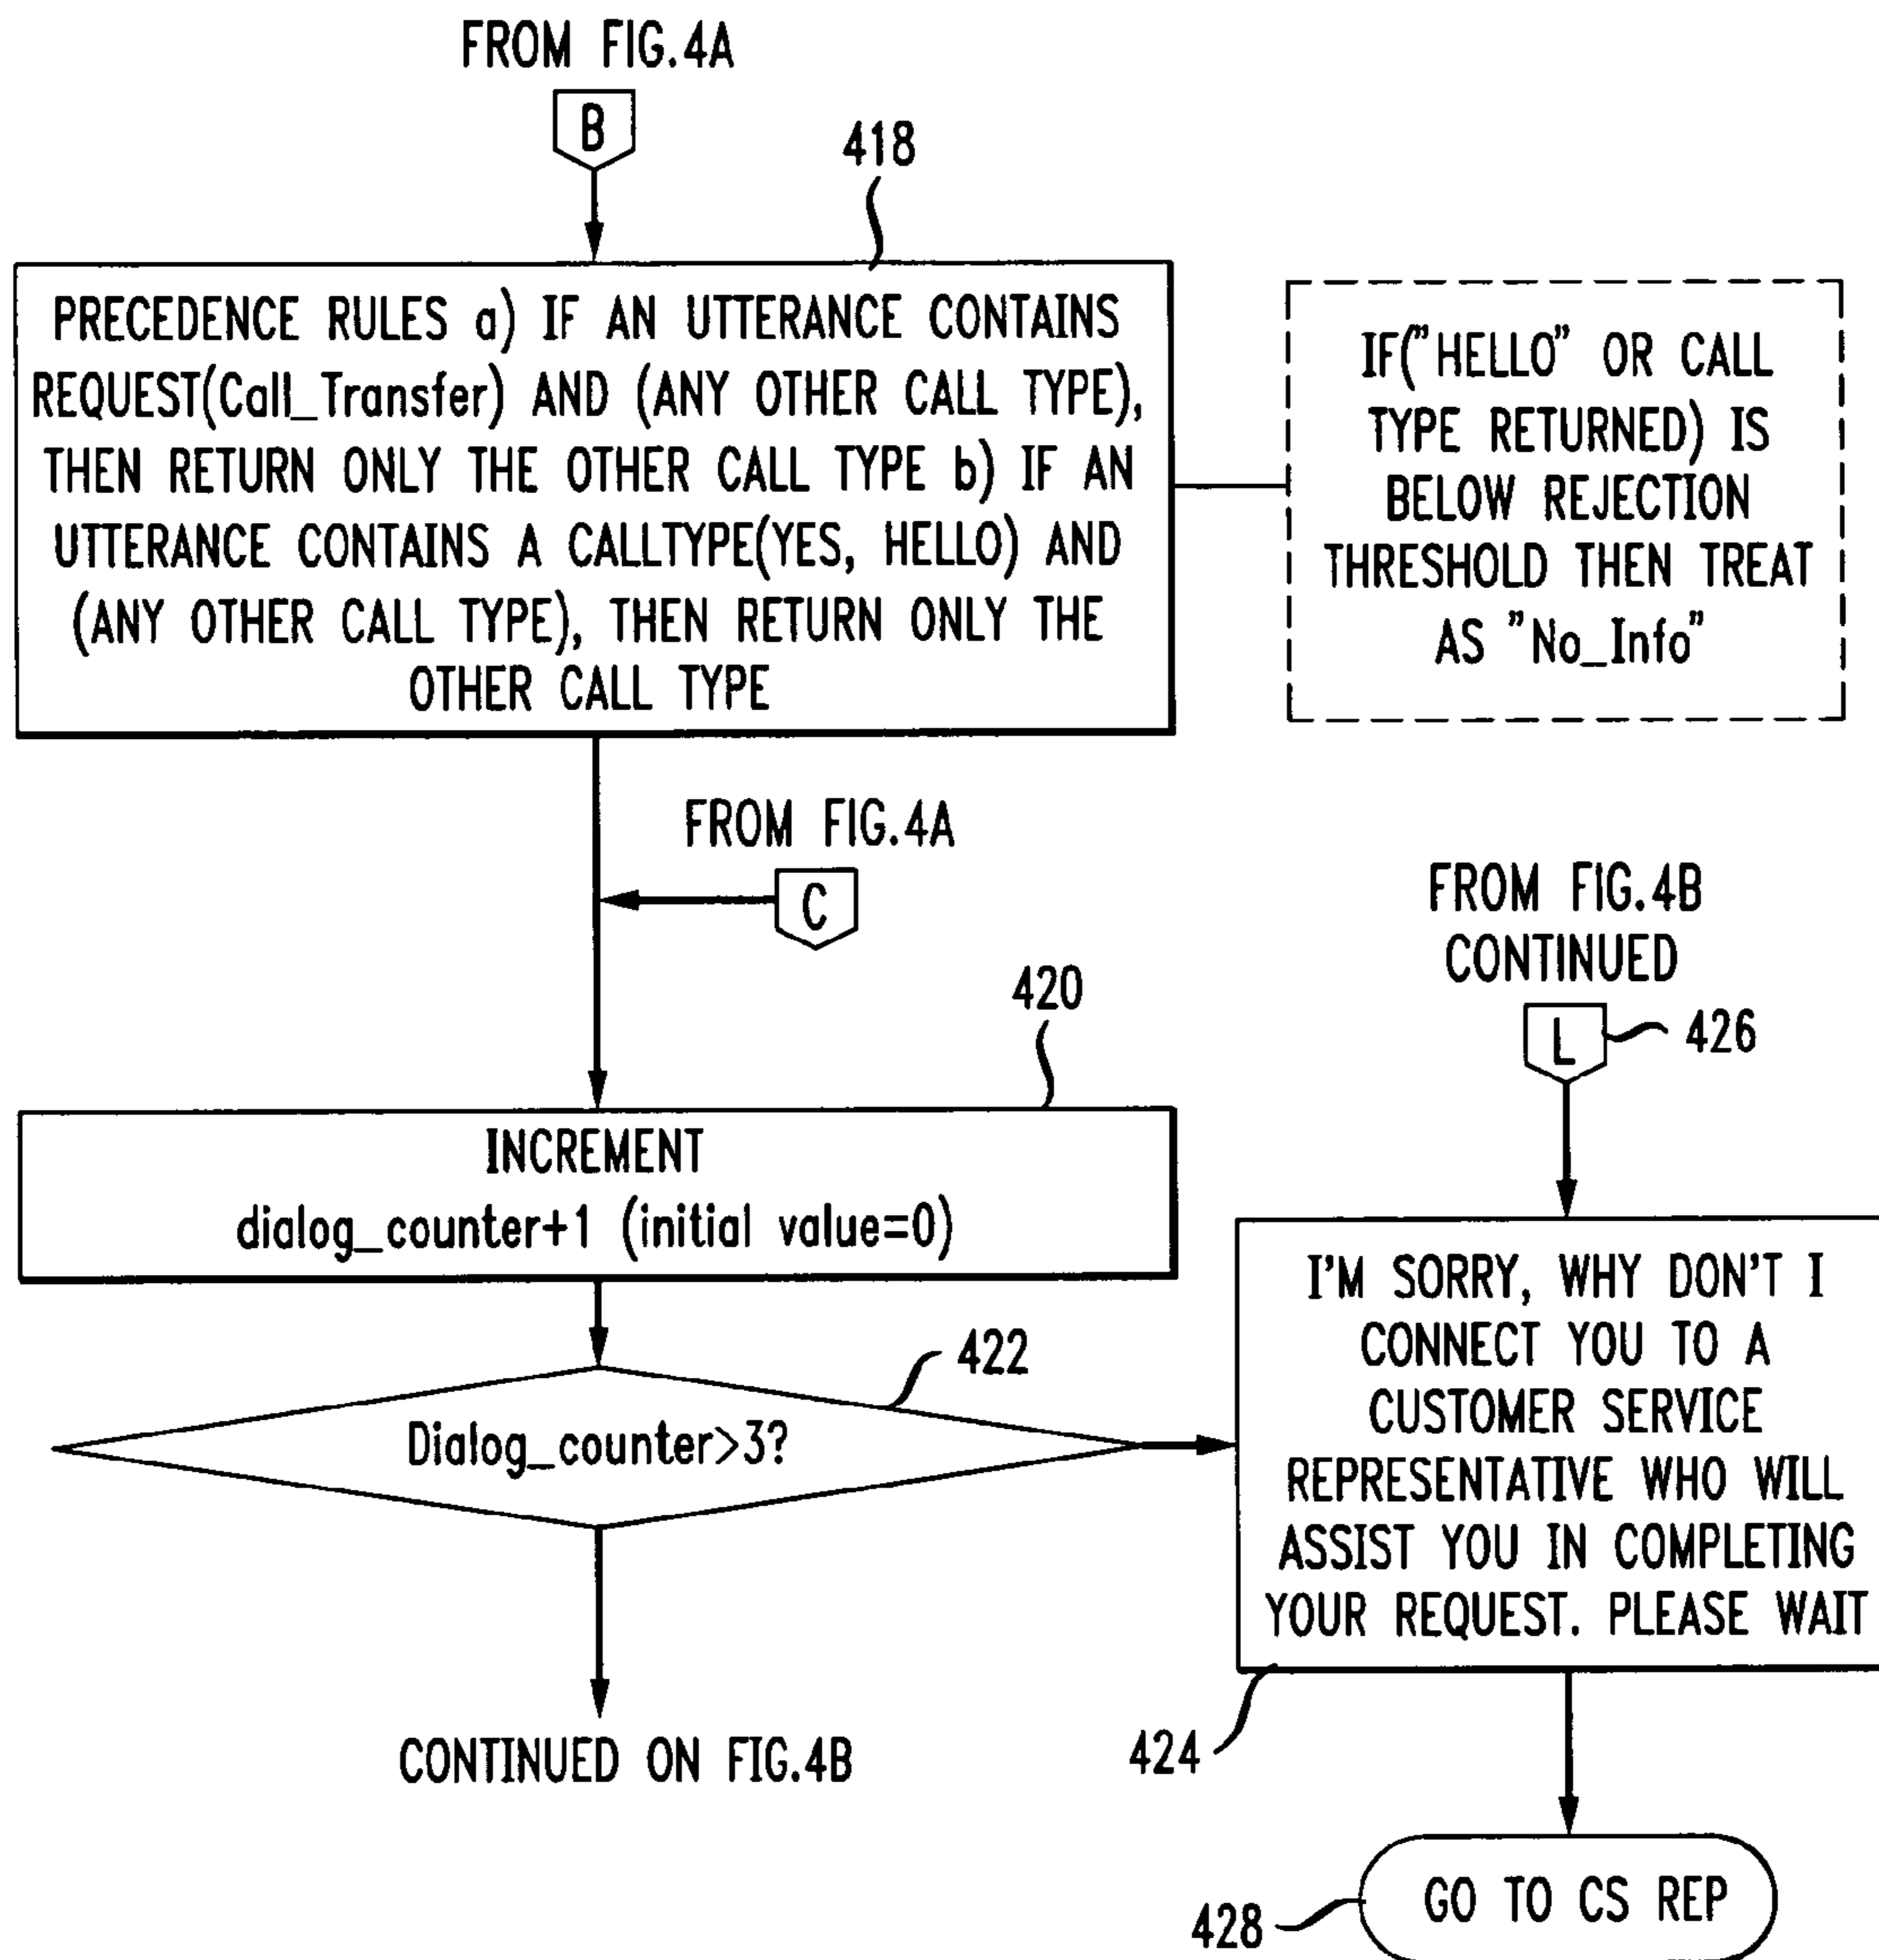 FROM FIG.4A
B
418
PRECEDENCE RULES a) IF AN UTTERANCE CONTAINS
REQUEST(Call_Transfer) AND (ANY OTHER CALL TYPE),
THEN RETURN ONLY THE OTHER CALL TYPE b) IF AN
UTTERANCE CONTAINS A CALLTYPE(YES, HELLO) AND
(ANY OTHER CALL TYPE), THEN RETURN ONLY THE
OTHER CALL TYPE
IF("HELLO" OR CALL
TYPE RETURNED) IS
BELOW REJECTION
THRESHOLD THEN TREAT
AS "No_Info"
FROM FIG.4A
C
420
INCREMENT
dialog_counter+1 (initial value=0)
422
Dialog_counter>3?
CONTINUED ON FIG.4B
FROM FIG.4B
CONTINUED
L
426
I'M SORRY, WHY DON'T I
CONNECT YOU TO A
CUSTOMER SERVICE
REPRESENTATIVE WHO WILL
ASSIST YOU IN COMPLETING
YOUR REQUEST. PLEASE WAIT
424
GO TO CS REP
428